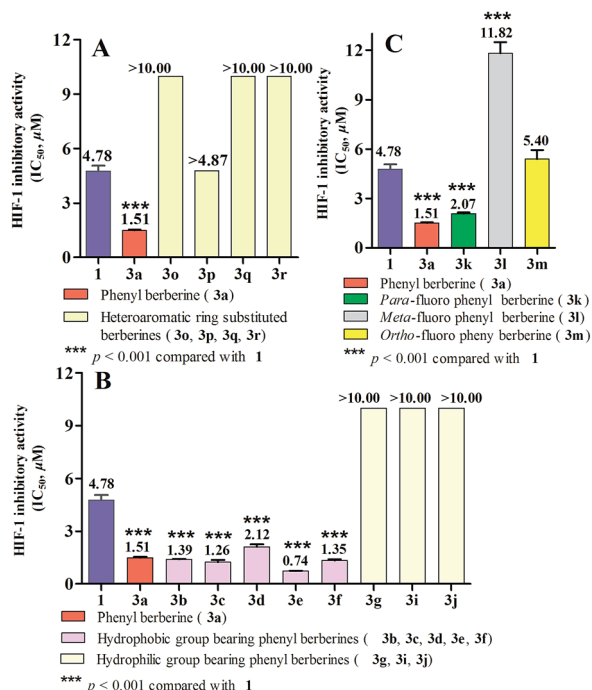 A
HIF-1 inhibitory activity
(IC50, µM)
12
9
6
3
0
4.78
***
1.51
>10.00
>4.87
>10.00
>10.00
1 3a 3o 3p 3q 3r
Phenyl berberine ( 3a)
Heteroaromatic ring substituted
berberines (3o, 3p, 3q, 3r)
*** p < 0.001 compared with 1
C
HIF-1 inhibitory activity
(IC50, µM)
12
9
6
3
0
4.78
***
1.51
***
2.07
***
11.82
5.40
1 3a 3k 3l 3m
Phenyl berberine (3a)
Para-fluoro phenyl berberine (3k)
Meta-fluoro phenyl berberine (3l)
Ortho-fluoro pheny berberine (3m)
*** p < 0.001 compared with 1
B
HIF-1 inhibitory activity
(IC50, µM)
12
9
6
3
0
4.78
***
1.51
***
1.39
***
1.26
***
2.12
***
0.74
***
1.35
>10.00
>10.00
>10.00
1 3a 3b 3c 3d 3e 3f 3g 3i 3j
Phenyl berberine ( 3a)
Hydrophobic group bearing phenyl berberines ( 3b, 3c, 3d, 3e, 3f)
Hydrophilic group bearing phenyl berberines ( 3g, 3i, 3j)
*** p < 0.001 compared with 1